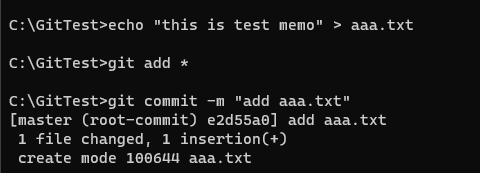 C:\GitTest>echo "this is test memo" > aaa.txt
C:\GitTest>git add *
C:\GitTest>git commit -m "add aaa.txt"
[master (root-commit) e2d55a0] add aaa.txt
 1 file changed, 1 insertion(+)
 create mode 100644 aaa.txt